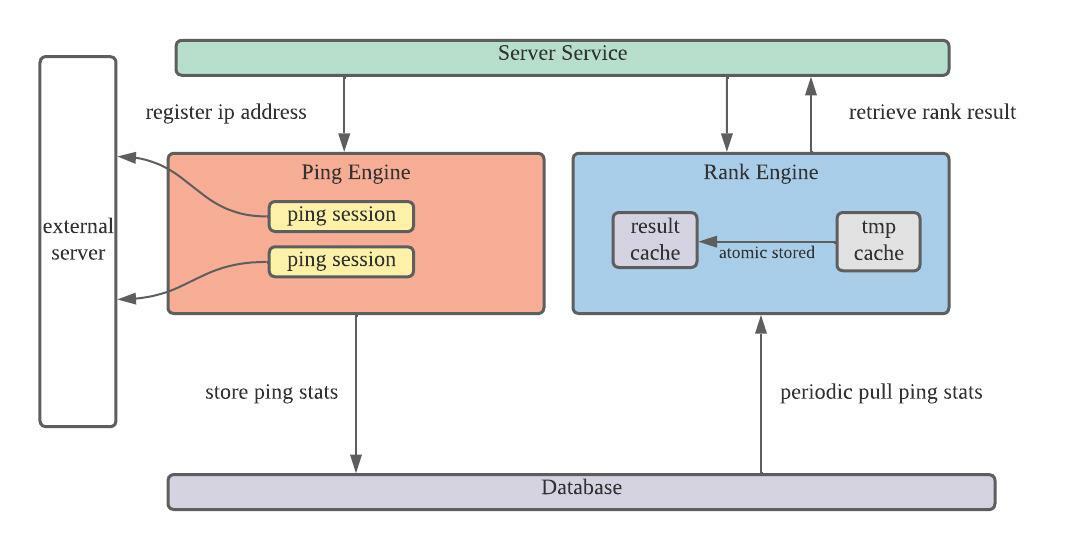 Server Service
register ip address
retrieve rank result
Ping Engine
Rank Engine
external
server
ping session
ping session
result
cache
atomic stored
tmp
cache
store ping stats
periodic pull ping stats
Database